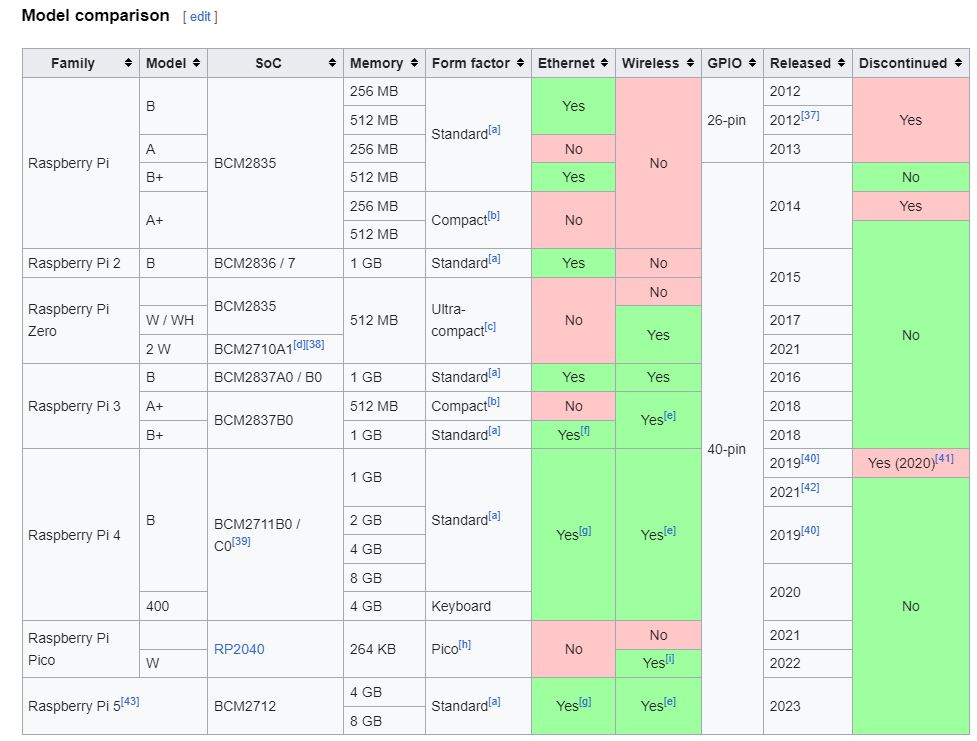 Model comparison [ edit ]
Family Model SoC Memory Form factor Ethernet Wireless GPIO Released Discontinued
Raspberry Pi B BCM2835 256 MB Standard[a] Yes No 26-pin 2012 Yes
512 MB 2012[37]
A 256 MB No 2013
B+ 512 MB Yes 40-pin 2014 No
A+ 256 MB Compact[b] No Yes
512 MB No
Raspberry Pi 2 B BCM2836 / 7 1 GB Standard[a] Yes No 2015
Raspberry Pi Zero BCM2835 512 MB Ultra-compact[c] No No
W / WH Yes 2017
2 W BCM2710A1[d][38] 2021
Raspberry Pi 3 B BCM2837A0 / B0 1 GB Standard[a] Yes Yes 2016
A+ BCM2837B0 512 MB Compact[b] No Yes[e] 2018
B+ 1 GB Standard[a] Yes[f] 2018
Raspberry Pi 4 B BCM2711B0 / C0[39] 1 GB Standard[a] Yes[g] Yes[e] 2019[40] Yes (2020)[41]
2021[42] No
2 GB 2019[40]
4 GB
8 GB 2020
400 4 GB Keyboard
Raspberry Pi Pico RP2040 264 KB Pico[h] No No 2021
W Yes[i] 2022
Raspberry Pi 5[43] BCM2712 4 GB Standard[a] Yes[g] Yes[e] 2023
8 GB